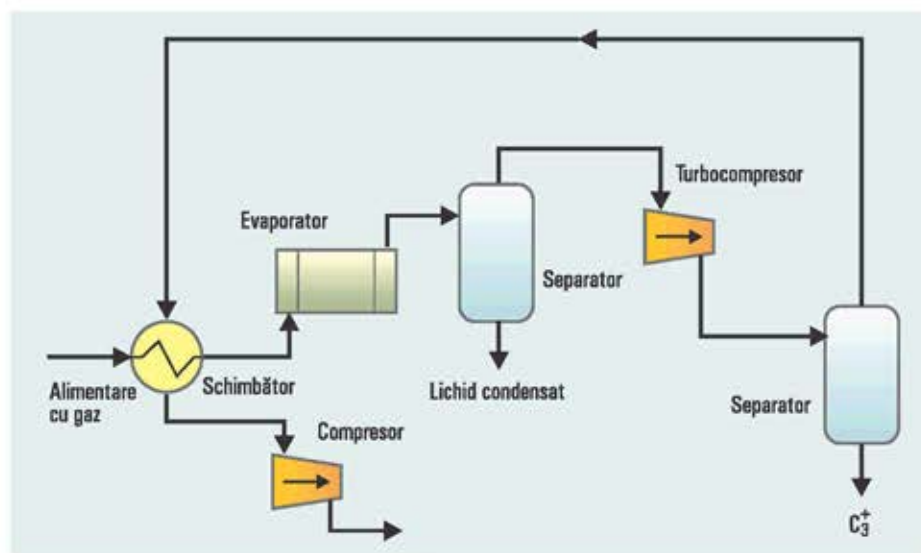 Turbocompresor
Evaporator
Separator
Alimentare
cu gaz
Schimbător
Lichid condensat
Separator
Compresor
C₃⁺